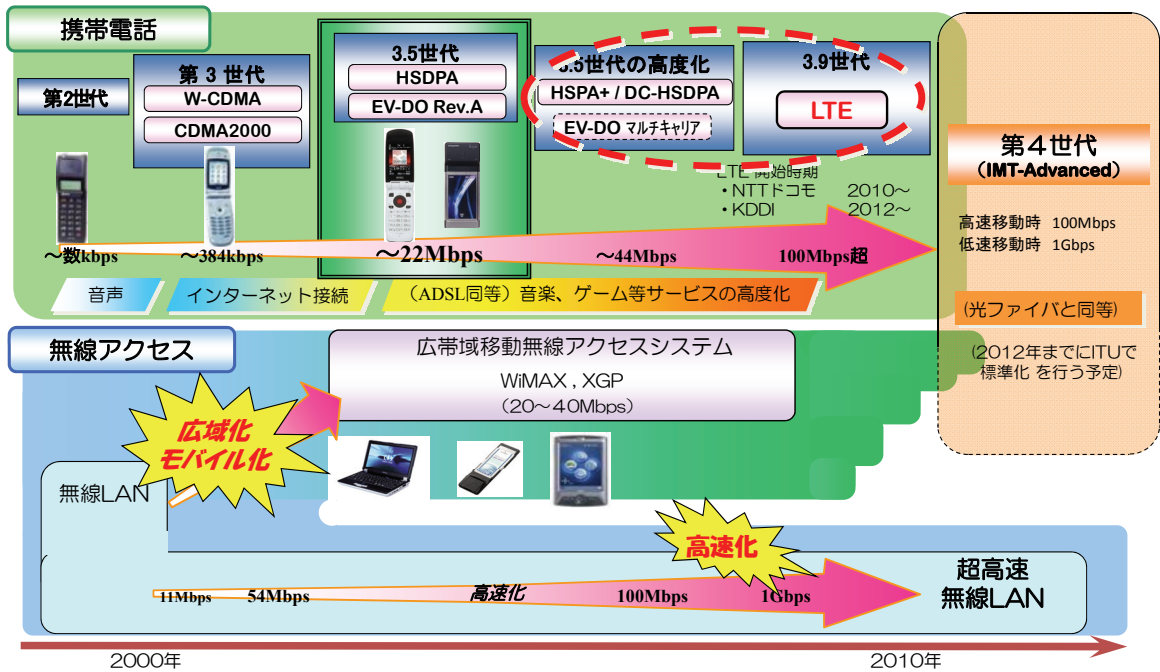 携帯電話
第2世代
第３世代
W-CDMA
CDMA2000
3.5世代
HSDPA
EV-DO Rev.A
3.5世代の高度化
HSPA+ / DC-HSDPA
EV-DO マルチキャリア
3.9世代
LTE
LTE 開始時期
・NTTドコモ 2010～
・KDDI 2012～
～数kbps
～384kbps
～22Mbps
～44Mbps
100Mbps超
音声
インターネット接続
（ADSL同等）音楽、ゲーム等サービスの高度化
第４世代
（IMT-Advanced）
高速移動時 100Mbps
低速移動時 1Gbps
(光ファイバと同等)
(2012年までにITUで
標準化 を行う予定)
無線アクセス
広帯域移動無線アクセスシステム
WiMAX , XGP
（20～40Mbps）
広域化
モバイル化
無線LAN
高速化
11Mbps
54Mbps
高速化
100Mbps
1Gbps
超高速
無線LAN
2000年
2010年